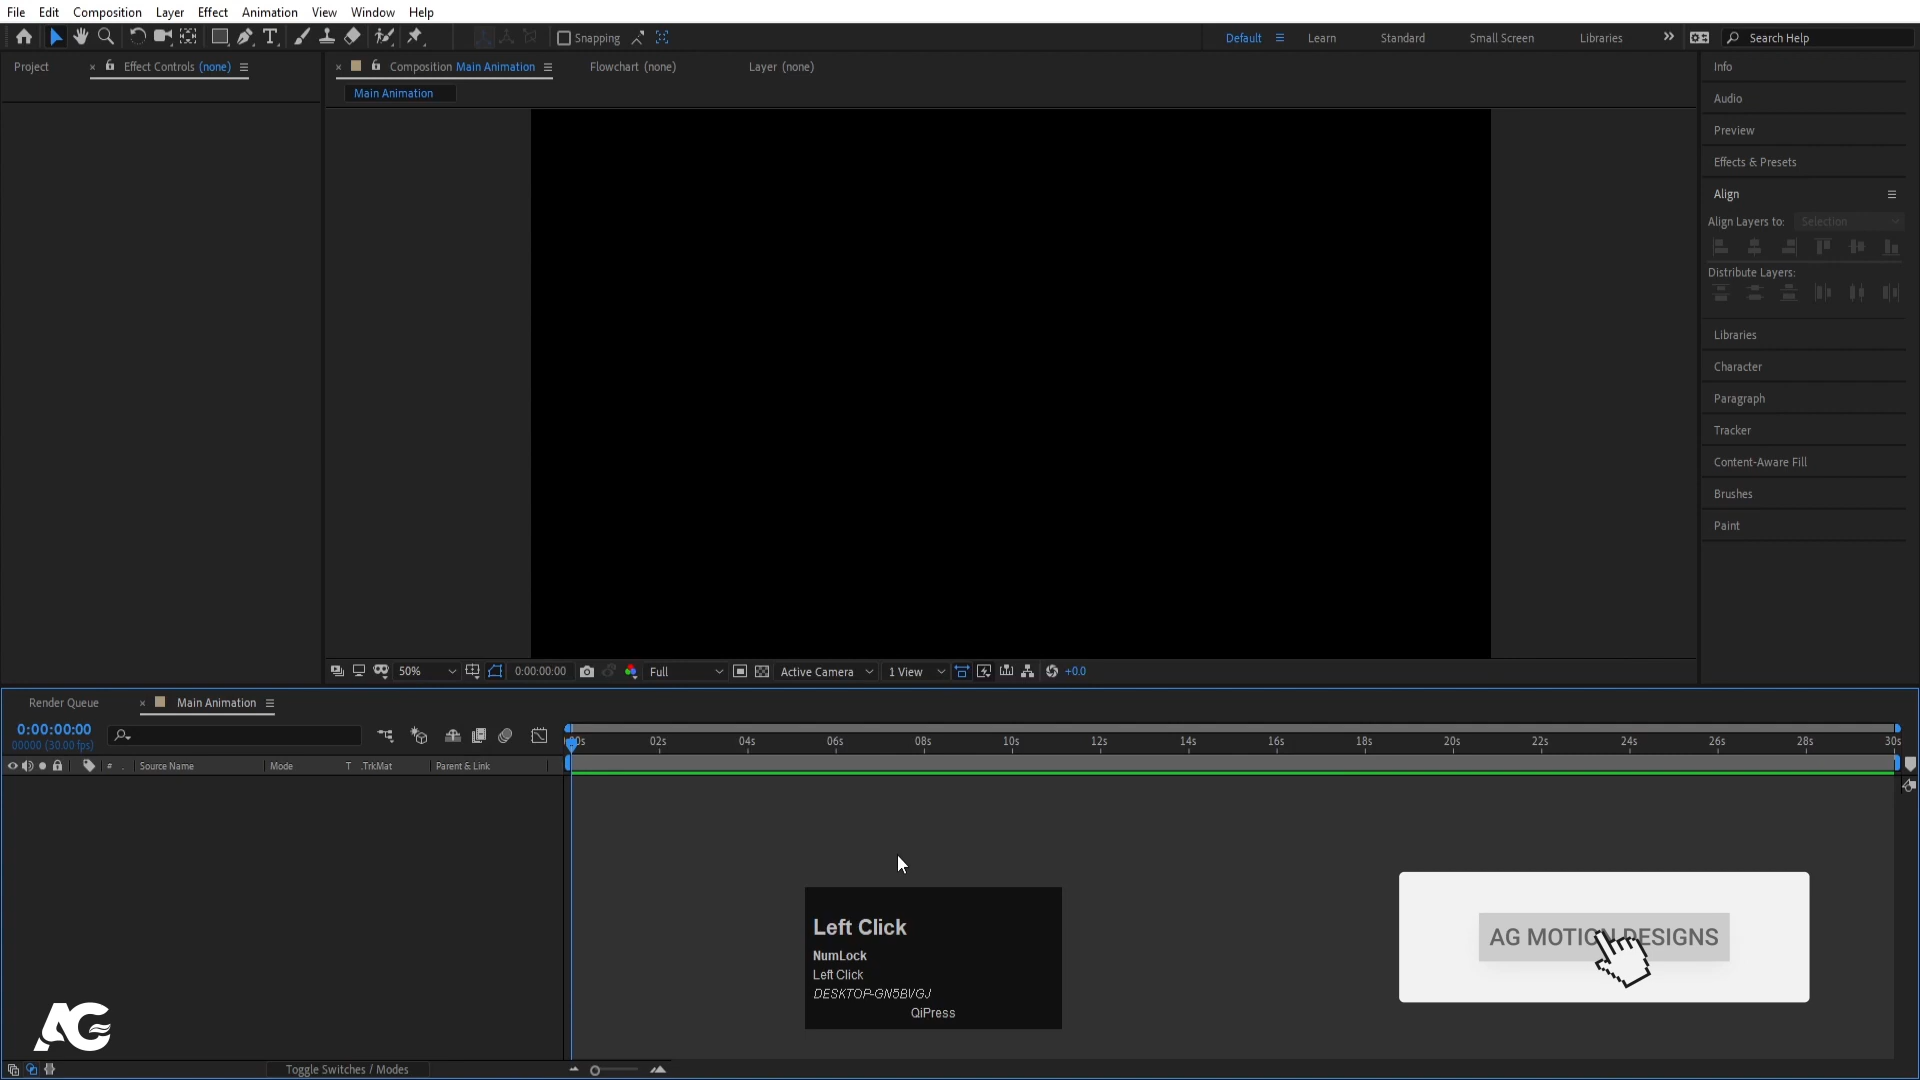 File Edit Composition Layer Effect Animation View Window Help
Snapping Default Learn Standard Small Screen Libraries Search Help
Project Effect Controls (none) Composition Main Animation Flowchart (none) Layer (none)
Main Animation
Info
Audio
Preview
Effects & Presets
Align
Align Layers to: Selection
Distribute Layers:
Libraries
Character
Paragraph
Tracker
Content-Aware Fill
Brushes
Paint
50% 0:00:00:00 Full Active Camera 1 View +0.0
Render Queue Main Animation
0:00:00:00
00000 (30.00 fps)
02s 04s 06s 08s 10s 12s 14s 16s 18s 20s 22s 24s 26s 28s 30s
# Source Name Mode T .TrkMat Parent & Link
Left Click
NumLock
Left Click
DESKTOP-GN5BVGJ
QiPress
AG MOTION DESIGNS
AG
Toggle Switches / Modes